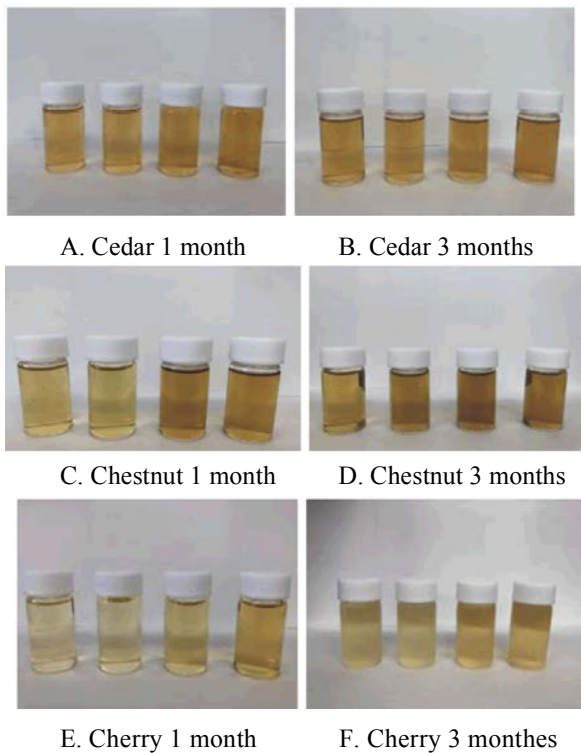 A. Cedar 1 month
B. Cedar 3 months
C. Chestnut 1 month
D. Chestnut 3 months
E. Cherry 1 month
F. Cherry 3 monthes